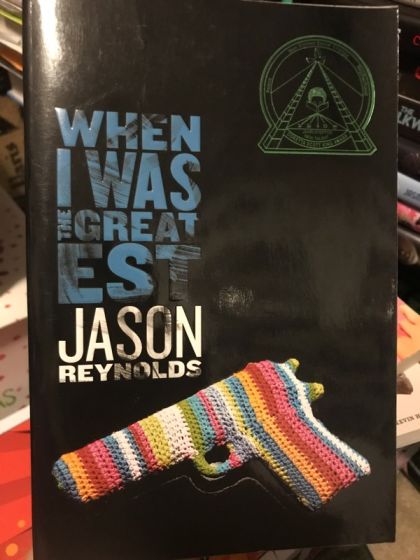 WHEN
I WAS
THE GREAT
EST
JASON
REYNOLDS